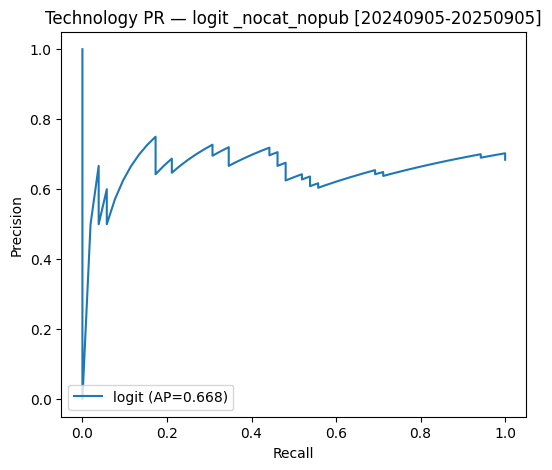 Technology PR — logit _nocat_nopub [20240905-20250905]
1.0
0.8
0.6
0.4
0.2
0.0
Precision
logit (AP=0.668)
0.0 0.2 0.4 0.6 0.8 1.0
Recall